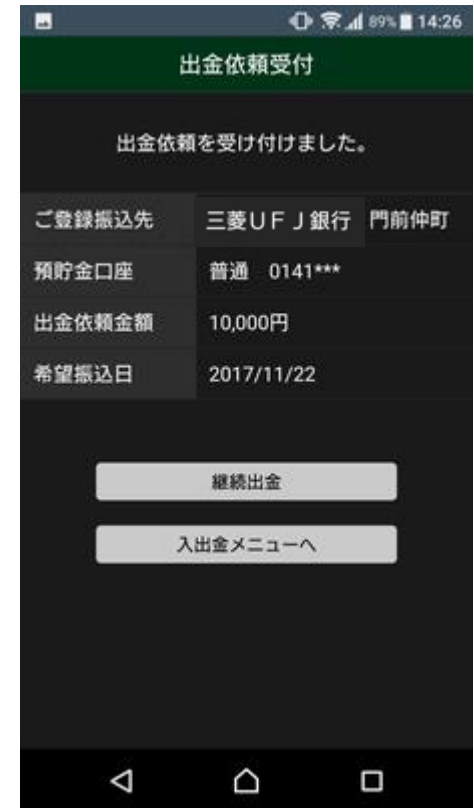 89% 14:26
出金依頼受付
出金依頼を受け付けました。
ご登録振込先 三菱ＵＦＪ銀行 門前仲町
預貯金口座 普通 0141***
出金依頼金額 10,000円
希望振込日 2017/11/22
継続出金
入出金メニューへ